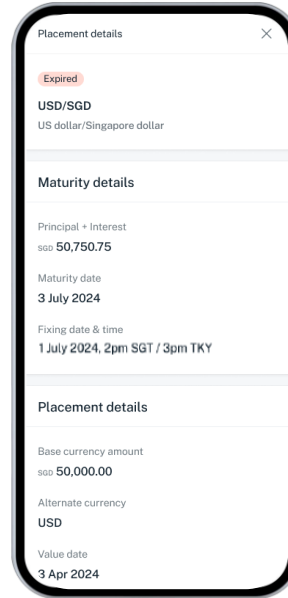 Placement details
Expired
USD/SGD
US dollar/Singapore dollar
Maturity details
Principal + Interest
SGD 50,750.75
Maturity date
3 July 2024
Fixing date & time
1 July 2024, 2pm SGT / 3pm TKY
Placement details
Base currency amount
SGD 50,000.00
Alternate currency
USD
Value date
3 Apr 2024